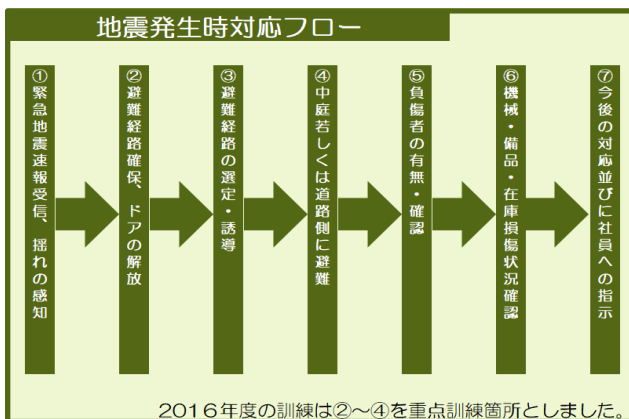 地震発生時対応フロー
①緊急地震速報受信、揺れの感知
②避難経路確保、ドアの解放
③避難経路の選定・誘導
④中庭若しくは道路側に避難
⑤負傷者の有無・確認
⑥機械・備品・在庫損傷状況確認
⑦今後の対応並びに社員への指示
2016年度の訓練は②～④を重点訓練箇所としました。